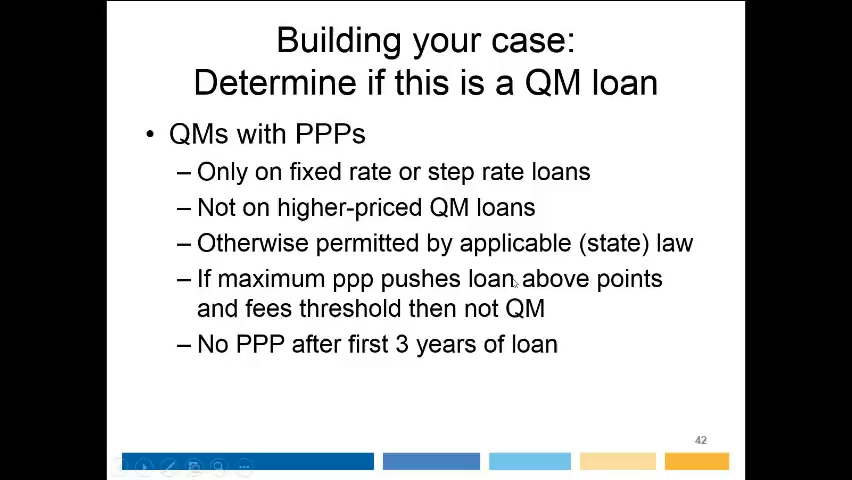 Building your case:
Determine if this is a QM loan
• QMs with PPPs
– Only on fixed rate or step rate loans
– Not on higher-priced QM loans
– Otherwise permitted by applicable (state) law
– If maximum ppp pushes loan above points
and fees threshold then not QM
– No PPP after first 3 years of loan
42